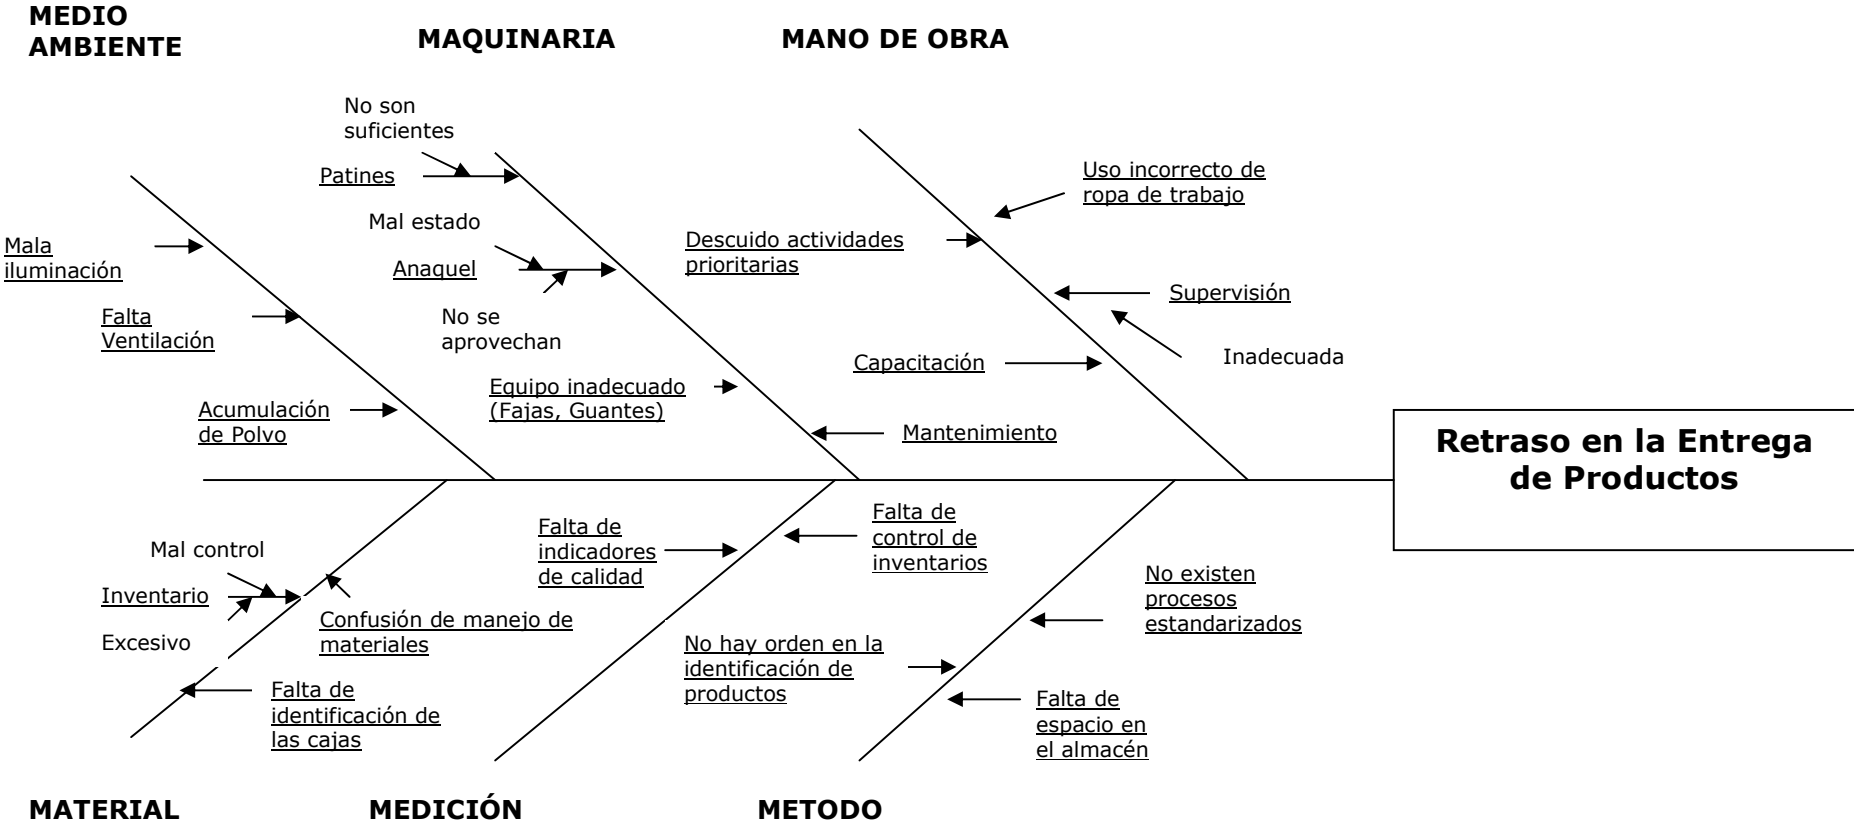 MEDIO
AMBIENTE
MAQUINARIA
MANO DE OBRA
No son
suficientes
Patines
Mal estado
Anaquel
No se
aprovechan
Equipo inadecuado
(Fajas, Guantes)
Mantenimiento
Mala
iluminación
Falta
Ventilación
Acumulación
de Polvo
Uso incorrecto de
ropa de trabajo
Descuido actividades
prioritarias
Supervisión
Inadecuada
Capacitación
Retraso en la Entrega
de Productos
Mal control
Inventario
Excesivo
Confusión de manejo de
materiales
Falta de
identificación de
las cajas
Falta de
indicadores
de calidad
Falta de
control de
inventarios
No hay orden en la
identificación de
productos
No existen
procesos
estandarizados
Falta de
espacio en
el almacén
MATERIAL
MEDICIÓN
METODO